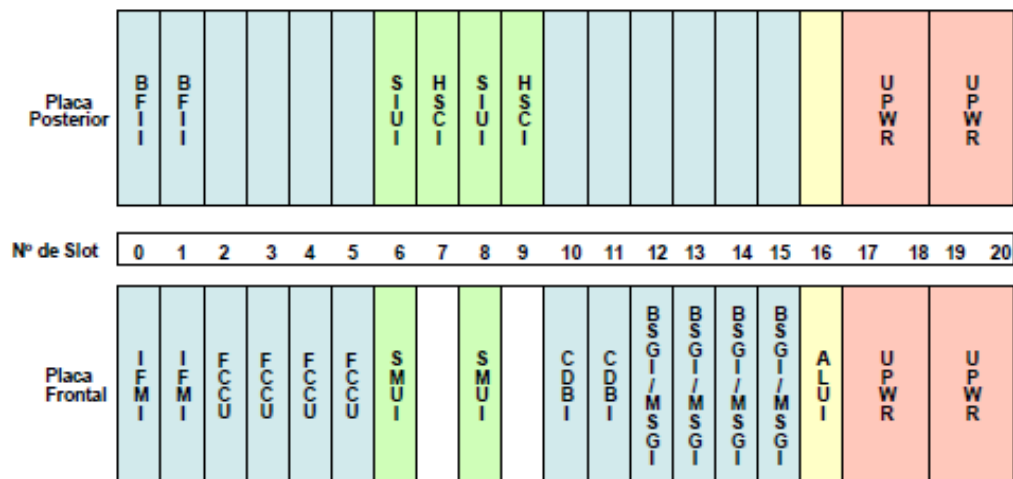 Placa
Posterior
BFII
BFII
SIUI
HSCI
SIUI
HSCI
UPWR
UPWR
Nº de Slot 0 1 2 3 4 5 6 7 8 9 10 11 12 13 14 15 16 17 18 19 20
Placa
Frontal
IFMI
IFMI
FCCU
FCCU
FCCU
FCCU
SMUI
SMUI
CDBI
CDBI
BSGI/MSGI
BSGI/MSGI
BSGI/MSGI
BSGI/MSGI
ALUI
UPWR
UPWR